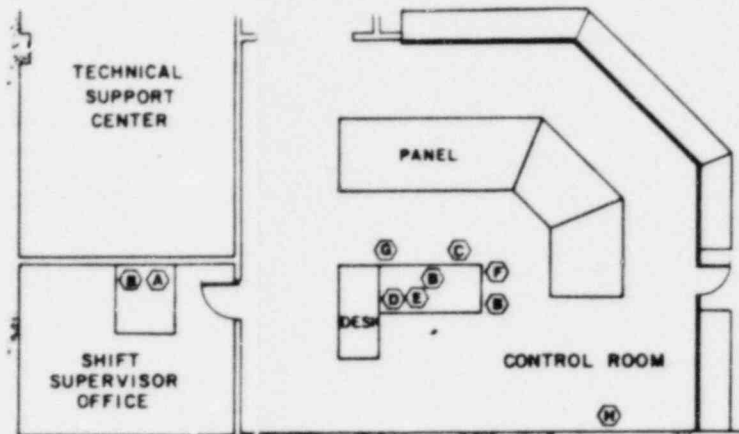 TECHNICAL
SUPPORT
CENTER
PANEL
G
C
B
F
B
A
D
E
B
DESK
SHIFT
SUPERVISOR
OFFICE
CONTROL ROOM
H